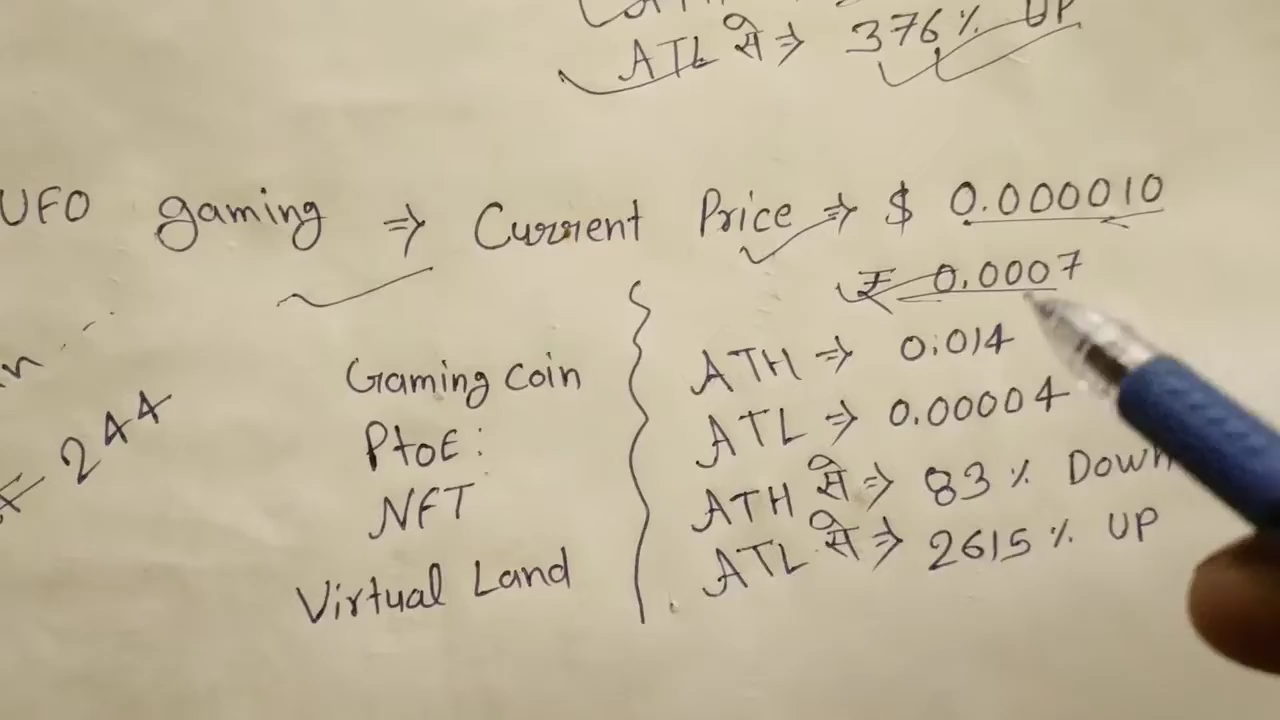 ATL से ⇒ 376% UP
UFO gaming ⇒ Current Price ⇒ $ 0.000010
₹ 0.0007
Gaming coin
PtoE:
NFT
Virtual Land
ATH ⇒ 0.014
ATL ⇒ 0.00004
ATH से ⇒ 83% Down
ATL से ⇒ 2615% UP
244